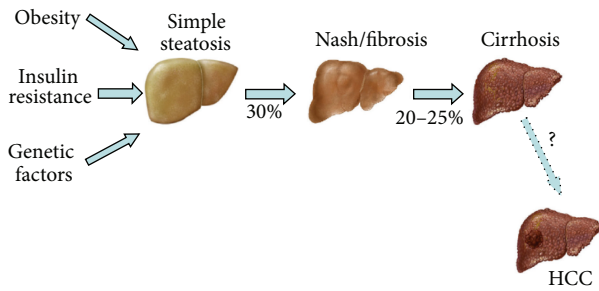 Obesity
Insulin
resistance
Genetic
factors
Simple
steatosis
30%
Nash/fibrosis
20–25%
Cirrhosis
?
HCC